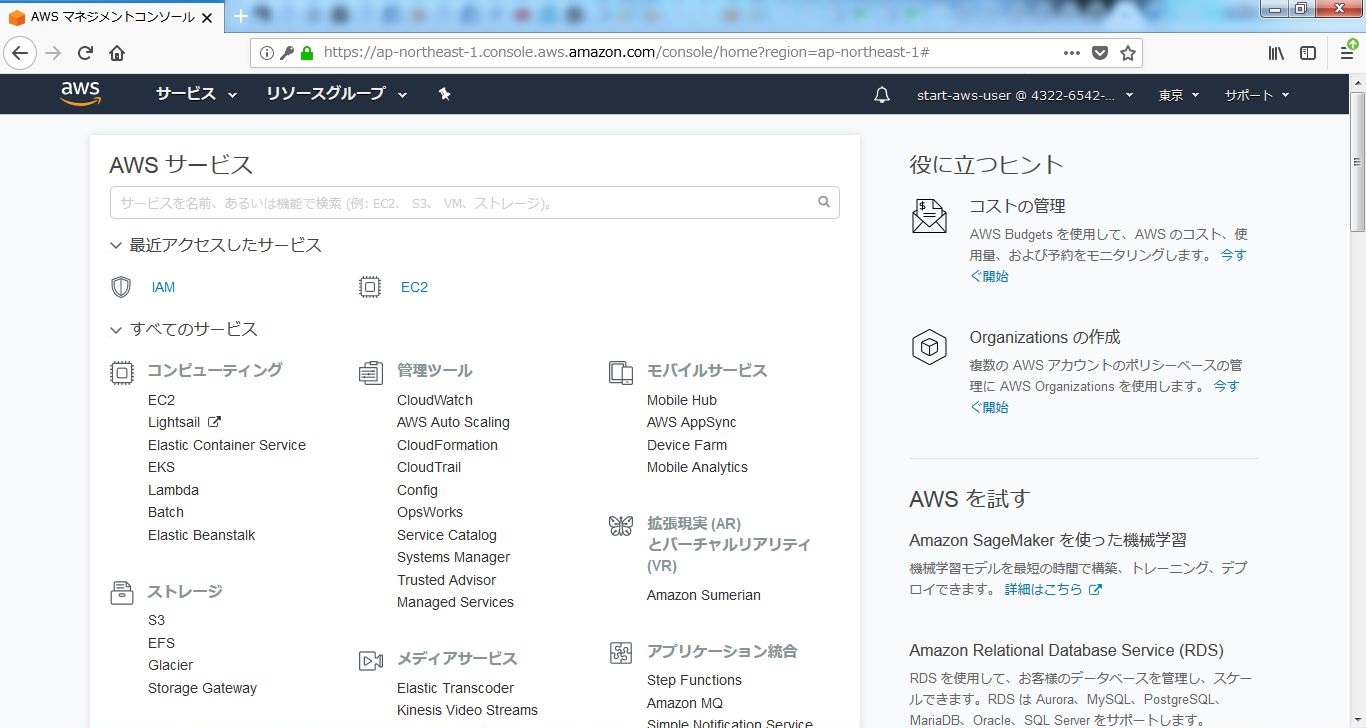 AWS マネジメントコンソール
https://ap-northeast-1.console.aws.amazon.com/console/home?region=ap-northeast-1#
aws
サービス
リソースグループ
start-aws-user @ 4322-6542-...
東京
サポート
AWS サービス
サービスを名前、あるいは機能で検索 (例: EC2、 S3、 VM、ストレージ)。
最近アクセスしたサービス
IAM
EC2
すべてのサービス
コンピューティング
EC2
Lightsail
Elastic Container Service
EKS
Lambda
Batch
Elastic Beanstalk
ストレージ
S3
EFS
Glacier
Storage Gateway
管理ツール
CloudWatch
AWS Auto Scaling
CloudFormation
CloudTrail
Config
OpsWorks
Service Catalog
Systems Manager
Trusted Advisor
Managed Services
メディアサービス
Elastic Transcoder
Kinesis Video Streams
モバイルサービス
Mobile Hub
AWS AppSync
Device Farm
Mobile Analytics
拡張現実 (AR)
とバーチャルリアリティ
(VR)
Amazon Sumerian
アプリケーション統合
Step Functions
Amazon MQ
Simple Notification Service
役に立つヒント
コストの管理
AWS Budgets を使用して、AWS のコスト、使
用量、および予約をモニタリングします。 今す
ぐ開始
Organizations の作成
複数の AWS アカウントのポリシーベースの管
理に AWS Organizations を使用します。 今す
ぐ開始
AWS を試す
Amazon SageMaker を使った機械学習
機械学習モデルを最短の時間で構築、トレーニング、デプ
ロイできます。 詳細はこちら
Amazon Relational Database Service (RDS)
RDS を使用して、お客様のデータベースを管理し、スケー
ルできます。RDS は Aurora、MySQL、PostgreSQL、
MariaDB、Oracle、SQL Server をサポートします。